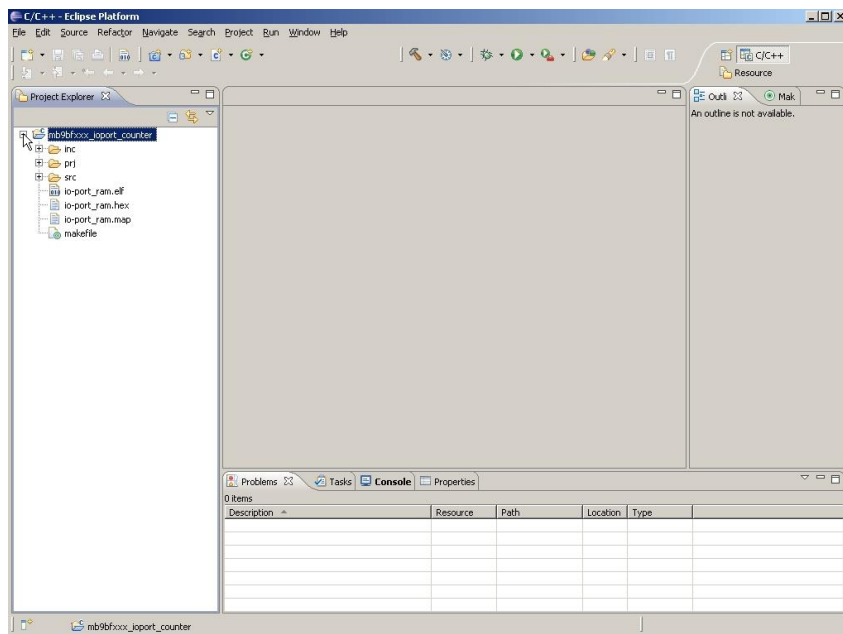 C/C++ - Eclipse Platform
File Edit Source Refactor Navigate Search Project Run Window Help
C/C++
Resource
Project Explorer
Outli Mak
An outline is not available.
mb9bfxxx_ioport_counter
inc
prj
src
io-port_ram.elf
io-port_ram.hex
io-port_ram.map
makefile
Problems Tasks Console Properties
0 items
Description Resource Path Location Type
mb9bfxxx_ioport_counter